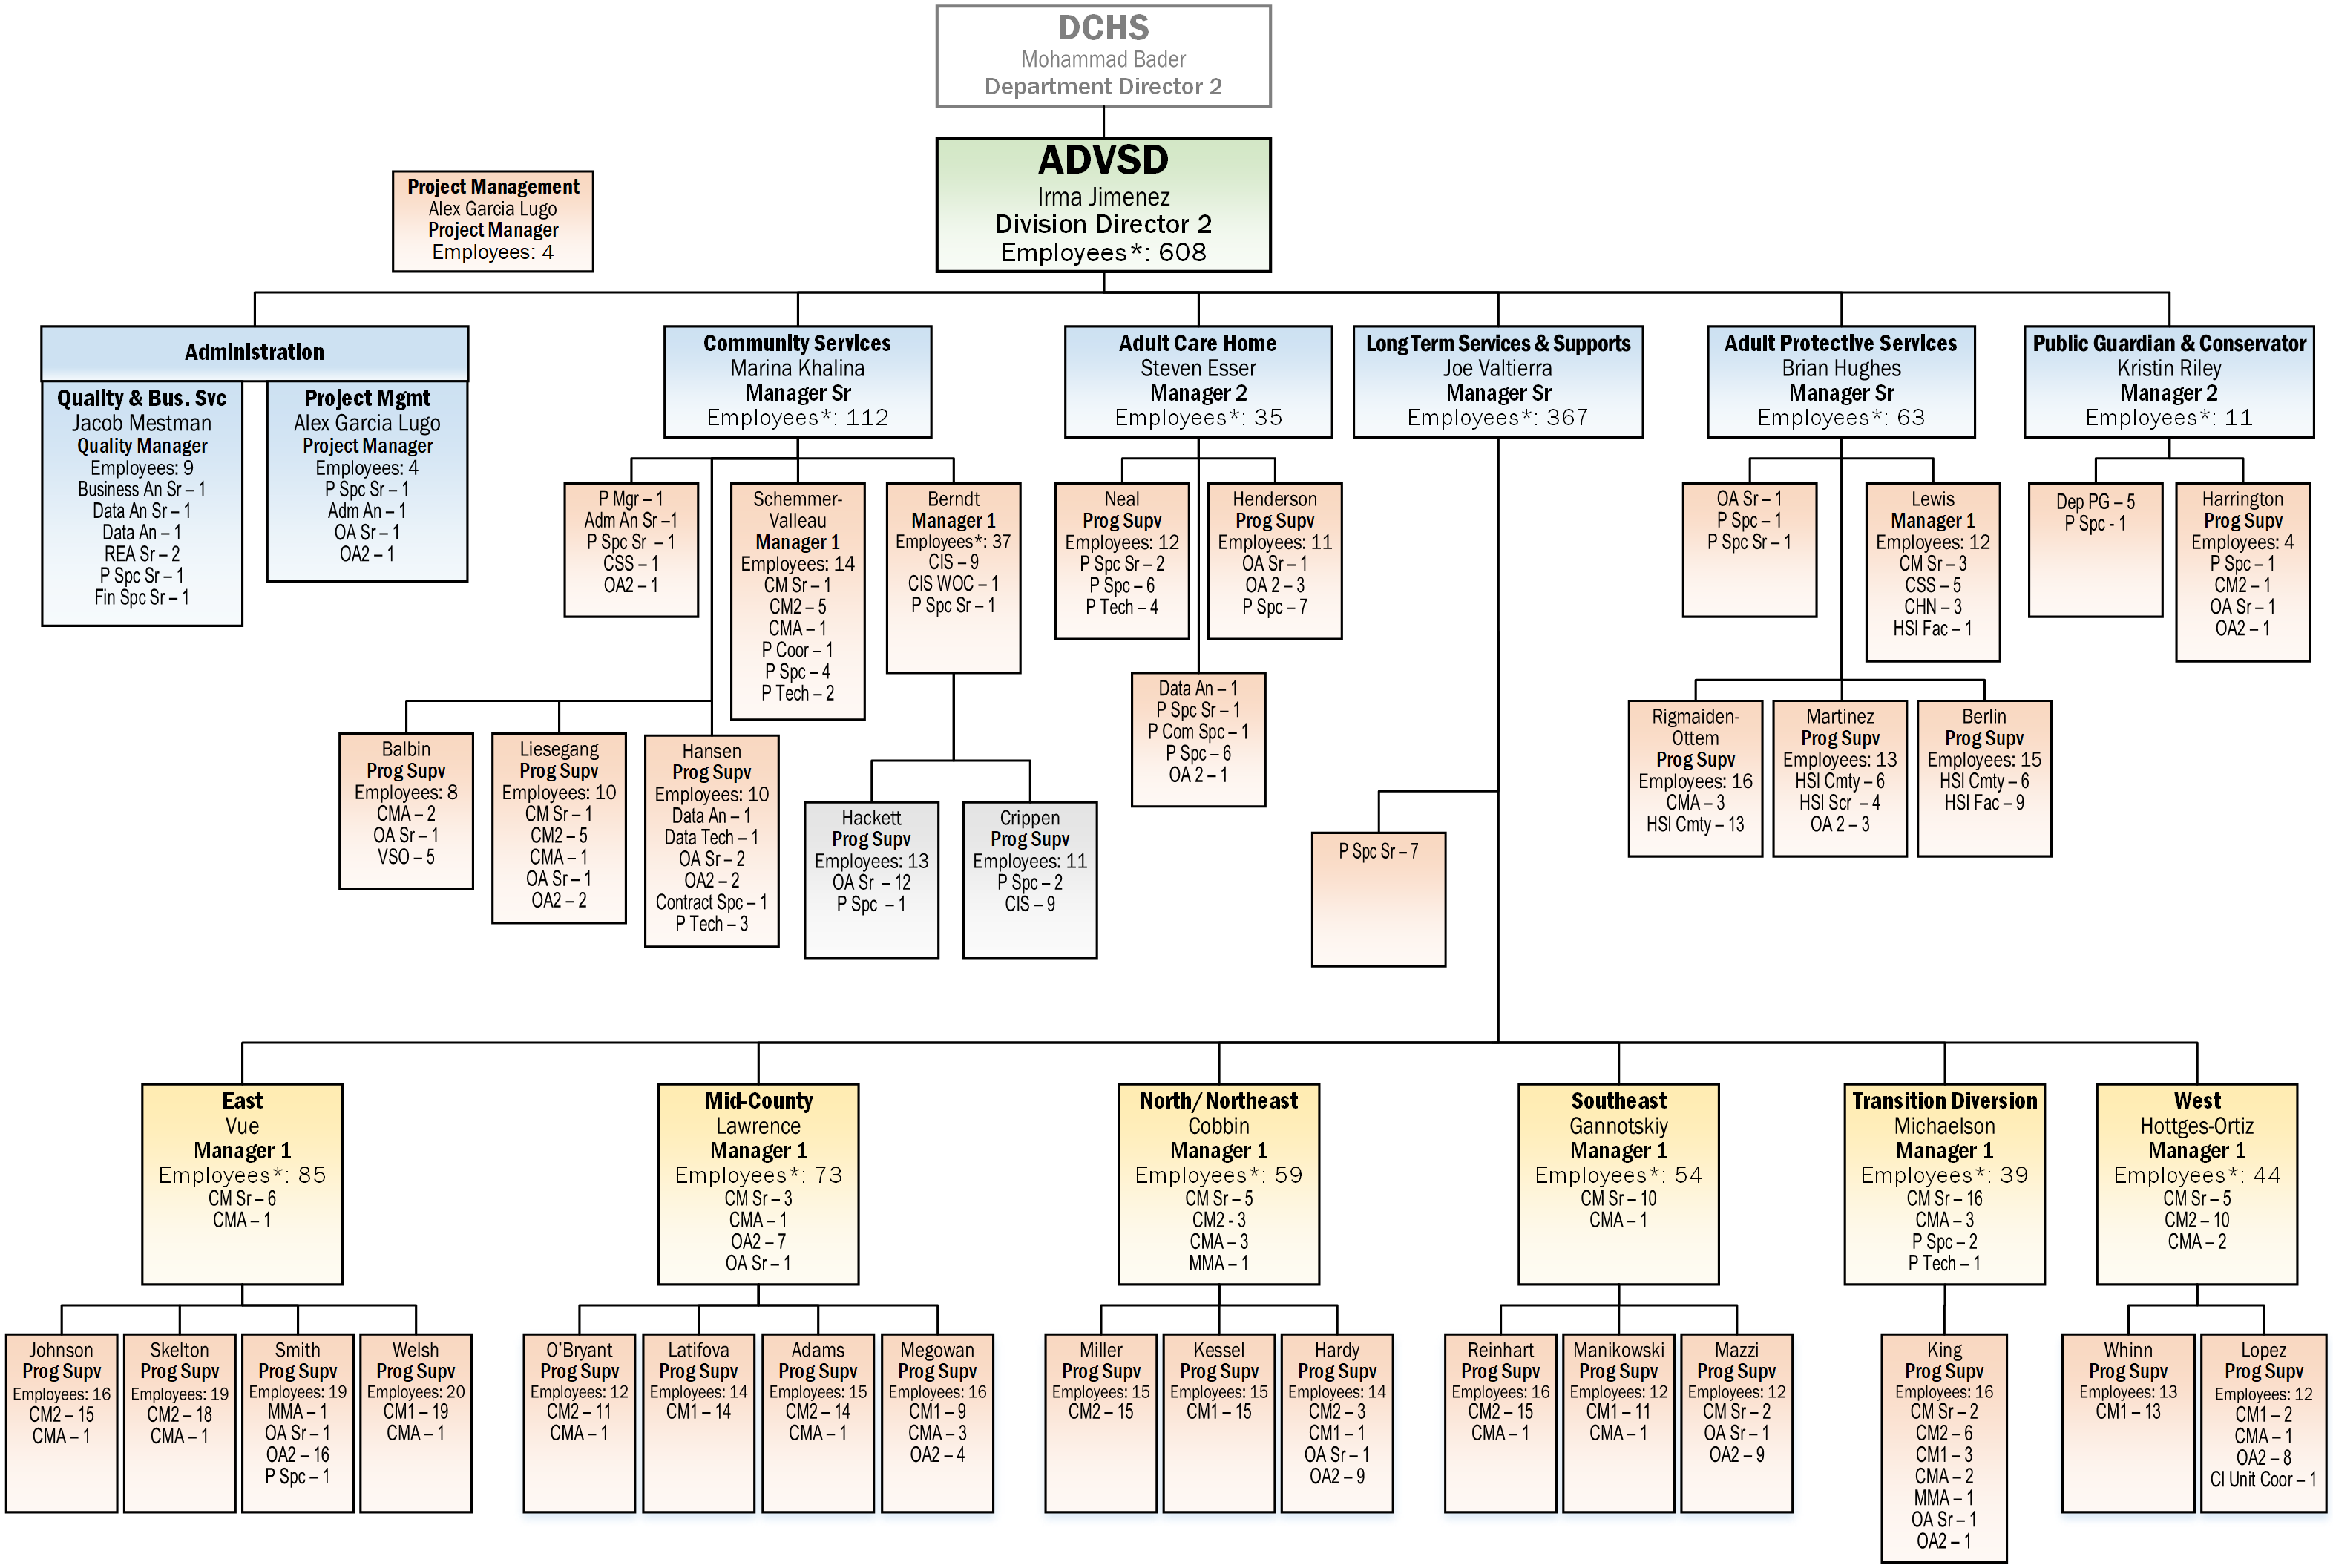 DCHS
Mohammad Bader
Department Director 2
ADVSD
Irma Jimenez
Division Director 2
Employees*: 608
Project Management
Alex Garcia Lugo
Project Manager
Employees: 4
Administration
Quality & Bus. Svc
Jacob Mestman
Quality Manager
Employees: 9
Business An Sr – 1
Data An Sr – 1
Data An – 1
REA Sr – 2
P Spc Sr – 1
Fin Spc Sr – 1
Project Mgmt
Alex Garcia Lugo
Project Manager
Employees: 4
P Spc Sr – 1
Adm An – 1
OA Sr – 1
OA2 – 1
Community Services
Marina Khalina
Manager Sr
Employees*: 112
Adult Care Home
Steven Esser
Manager 2
Employees*: 35
Long Term Services & Supports
Joe Valtierra
Manager Sr
Employees*: 367
Adult Protective Services
Brian Hughes
Manager Sr
Employees*: 63
Public Guardian & Conservator
Kristin Riley
Manager 2
Employees*: 11
P Mgr – 1
Adm An Sr –1
P Spc Sr – 1
CSS – 1
OA2 – 1
Schemmer-
Valleau
Manager 1
Employees: 14
CM Sr – 1
CM2 – 5
CMA – 1
P Coor – 1
P Spc – 4
P Tech – 2
Berndt
Manager 1
Employees*: 37
CIS – 9
CIS WOC – 1
P Spc Sr – 1
Neal
Prog Supv
Employees: 12
P Spc Sr – 2
P Spc – 6
P Tech – 4
Henderson
Prog Supv
Employees: 11
OA Sr – 1
OA 2 – 3
P Spc – 7
OA Sr – 1
P Spc – 1
P Spc Sr – 1
Lewis
Manager 1
Employees: 12
CM Sr – 3
CSS – 5
CHN – 3
HSI Fac – 1
Dep PG – 5
P Spc - 1
Harrington
Prog Supv
Employees: 4
P Spc – 1
CM2 – 1
OA Sr – 1
OA2 – 1
Data An – 1
P Spc Sr – 1
P Com Spc – 1
P Spc – 6
OA 2 – 1
Balbin
Prog Supv
Employees: 8
CMA – 2
OA Sr – 1
VSO – 5
Liesegang
Prog Supv
Employees: 10
CM Sr – 1
CM2 – 5
CMA – 1
OA Sr – 1
OA2 – 2
Hansen
Prog Supv
Employees: 10
Data An – 1
Data Tech – 1
OA Sr – 2
OA2 – 2
Contract Spc – 1
P Tech – 3
Hackett
Prog Supv
Employees: 13
OA Sr – 12
P Spc – 1
Crippen
Prog Supv
Employees: 11
P Spc – 2
CIS – 9
P Spc Sr – 7
Rigmaiden-
Ottem
Prog Supv
Employees: 16
CMA – 3
HSI Cmty – 13
Martinez
Prog Supv
Employees: 13
HSI Cmty – 6
HSI Scr – 4
OA 2 – 3
Berlin
Prog Supv
Employees: 15
HSI Cmty – 6
HSI Fac – 9
East
Vue
Manager 1
Employees*: 85
CM Sr – 6
CMA – 1
Mid-County
Lawrence
Manager 1
Employees*: 73
CM Sr – 3
CMA – 1
OA2 – 7
OA Sr – 1
North/Northeast
Cobbin
Manager 1
Employees*: 59
CM Sr – 5
CM2 - 3
CMA – 3
MMA – 1
Southeast
Gannotskiy
Manager 1
Employees*: 54
CM Sr – 10
CMA – 1
Transition Diversion
Michaelson
Manager 1
Employees*: 39
CM Sr – 16
CMA – 3
P Spc – 2
P Tech – 1
West
Hottges-Ortiz
Manager 1
Employees*: 44
CM Sr – 5
CM2 – 10
CMA – 2
Johnson
Prog Supv
Employees: 16
CM2 – 15
CMA – 1
Skelton
Prog Supv
Employees: 19
CM2 – 18
CMA – 1
Smith
Prog Supv
Employees: 19
MMA – 1
OA Sr – 1
OA2 – 16
P Spc – 1
Welsh
Prog Supv
Employees: 20
CM1 – 19
CMA – 1
O'Bryant
Prog Supv
Employees: 12
CM2 – 11
CMA – 1
Latifova
Prog Supv
Employees: 14
CM1 – 14
Adams
Prog Supv
Employees: 15
CM2 – 14
CMA – 1
Megowan
Prog Supv
Employees: 16
CM1 – 9
CMA – 3
OA2 – 4
Miller
Prog Supv
Employees: 15
CM2 – 15
Kessel
Prog Supv
Employees: 15
CM1 – 15
Hardy
Prog Supv
Employees: 14
CM2 – 3
CM1 – 1
OA Sr – 1
OA2 – 9
Reinhart
Prog Supv
Employees: 16
CM2 – 15
CMA – 1
Manikowski
Prog Supv
Employees: 12
CM1 – 11
CMA – 1
Mazzi
Prog Supv
Employees: 12
CM Sr – 2
OA Sr – 1
OA2 – 9
King
Prog Supv
Employees: 16
CM Sr – 2
CM2 – 6
CM1 – 3
CMA – 2
MMA – 1
OA Sr – 1
OA2 – 1
Whinn
Prog Supv
Employees: 13
CM1 – 13
Lopez
Prog Supv
Employees: 12
CM1 – 2
CMA – 1
OA2 – 8
CI Unit Coor – 1